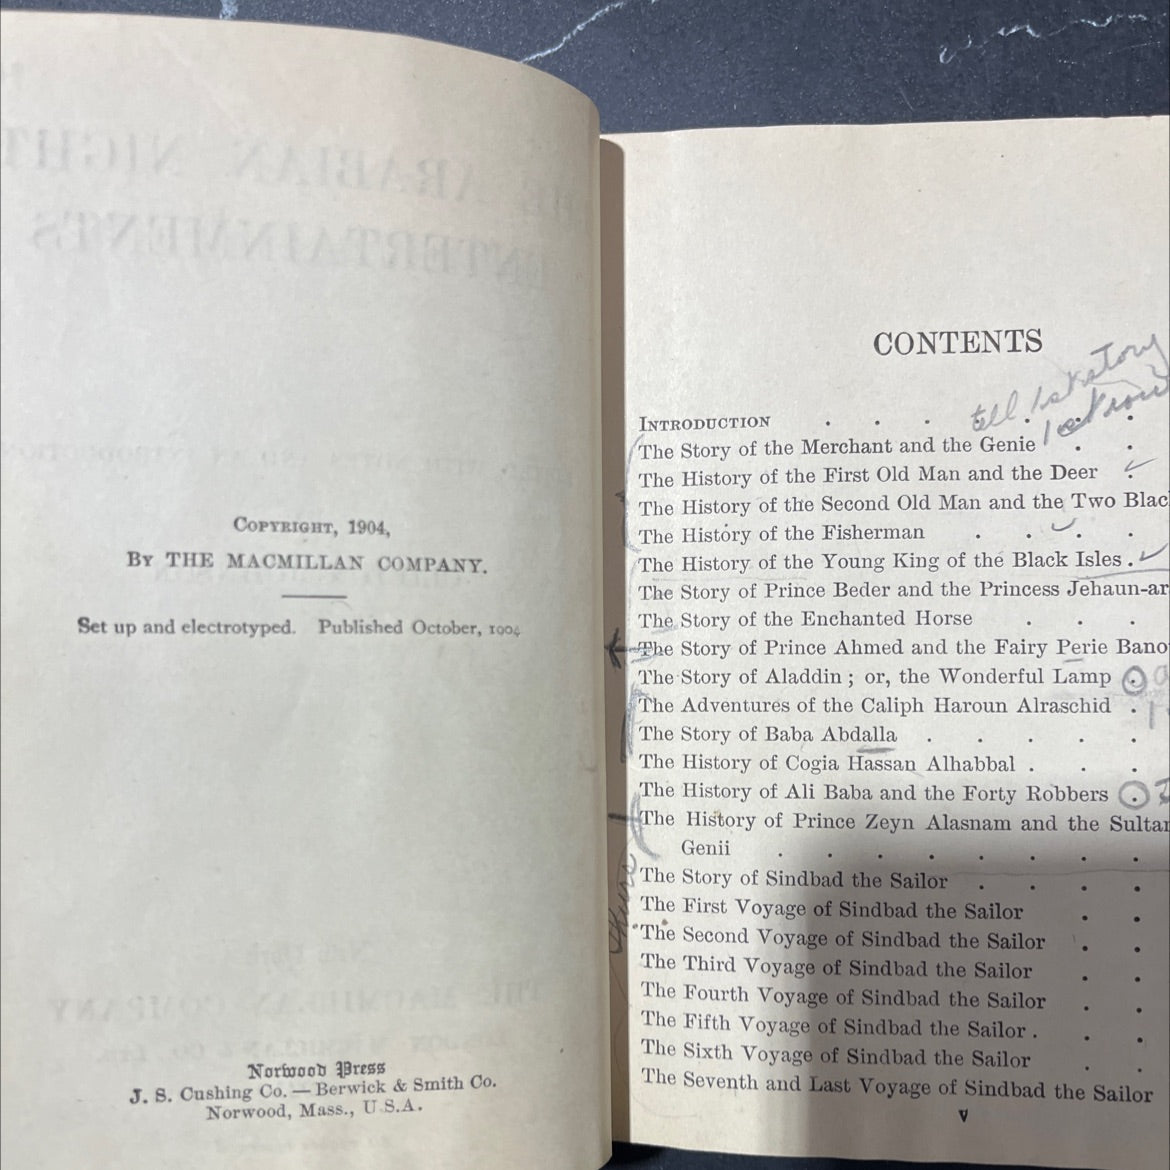 COPYRIGHT, 1904,
BY THE MACMILLAN COMPANY.
Set up and electrotyped. Published October, 1904
Norwood Press
J. S. Cushing Co. — Berwick & Smith Co.
Norwood, Mass., U.S.A.
CONTENTS
tell 1st story
INTRODUCTION . . . . .
The Story of the Merchant and the Genie . .
The History of the First Old Man and the Deer .
The History of the Second Old Man and the Two Blac
The History of the Fisherman . . . .
The History of the Young King of the Black Isles .
The Story of Prince Beder and the Princess Jehaun-ar
The Story of the Enchanted Horse . . .
The Story of Prince Ahmed and the Fairy Perie Bano
The Story of Aladdin ; or, the Wonderful Lamp .
The Adventures of the Caliph Haroun Alraschid .
The Story of Baba Abdalla . . . . .
The History of Cogia Hassan Alhabbal . . .
The History of Ali Baba and the Forty Robbers .
The History of Prince Zeyn Alasnam and the Sultan
Genii . . . . . . . .
The Story of Sindbad the Sailor . . . .
The First Voyage of Sindbad the Sailor . .
The Second Voyage of Sindbad the Sailor . .
The Third Voyage of Sindbad the Sailor . .
The Fourth Voyage of Sindbad the Sailor . .
The Fifth Voyage of Sindbad the Sailor . . .
The Sixth Voyage of Sindbad the Sailor . .
The Seventh and Last Voyage of Sindbad the Sailor
v